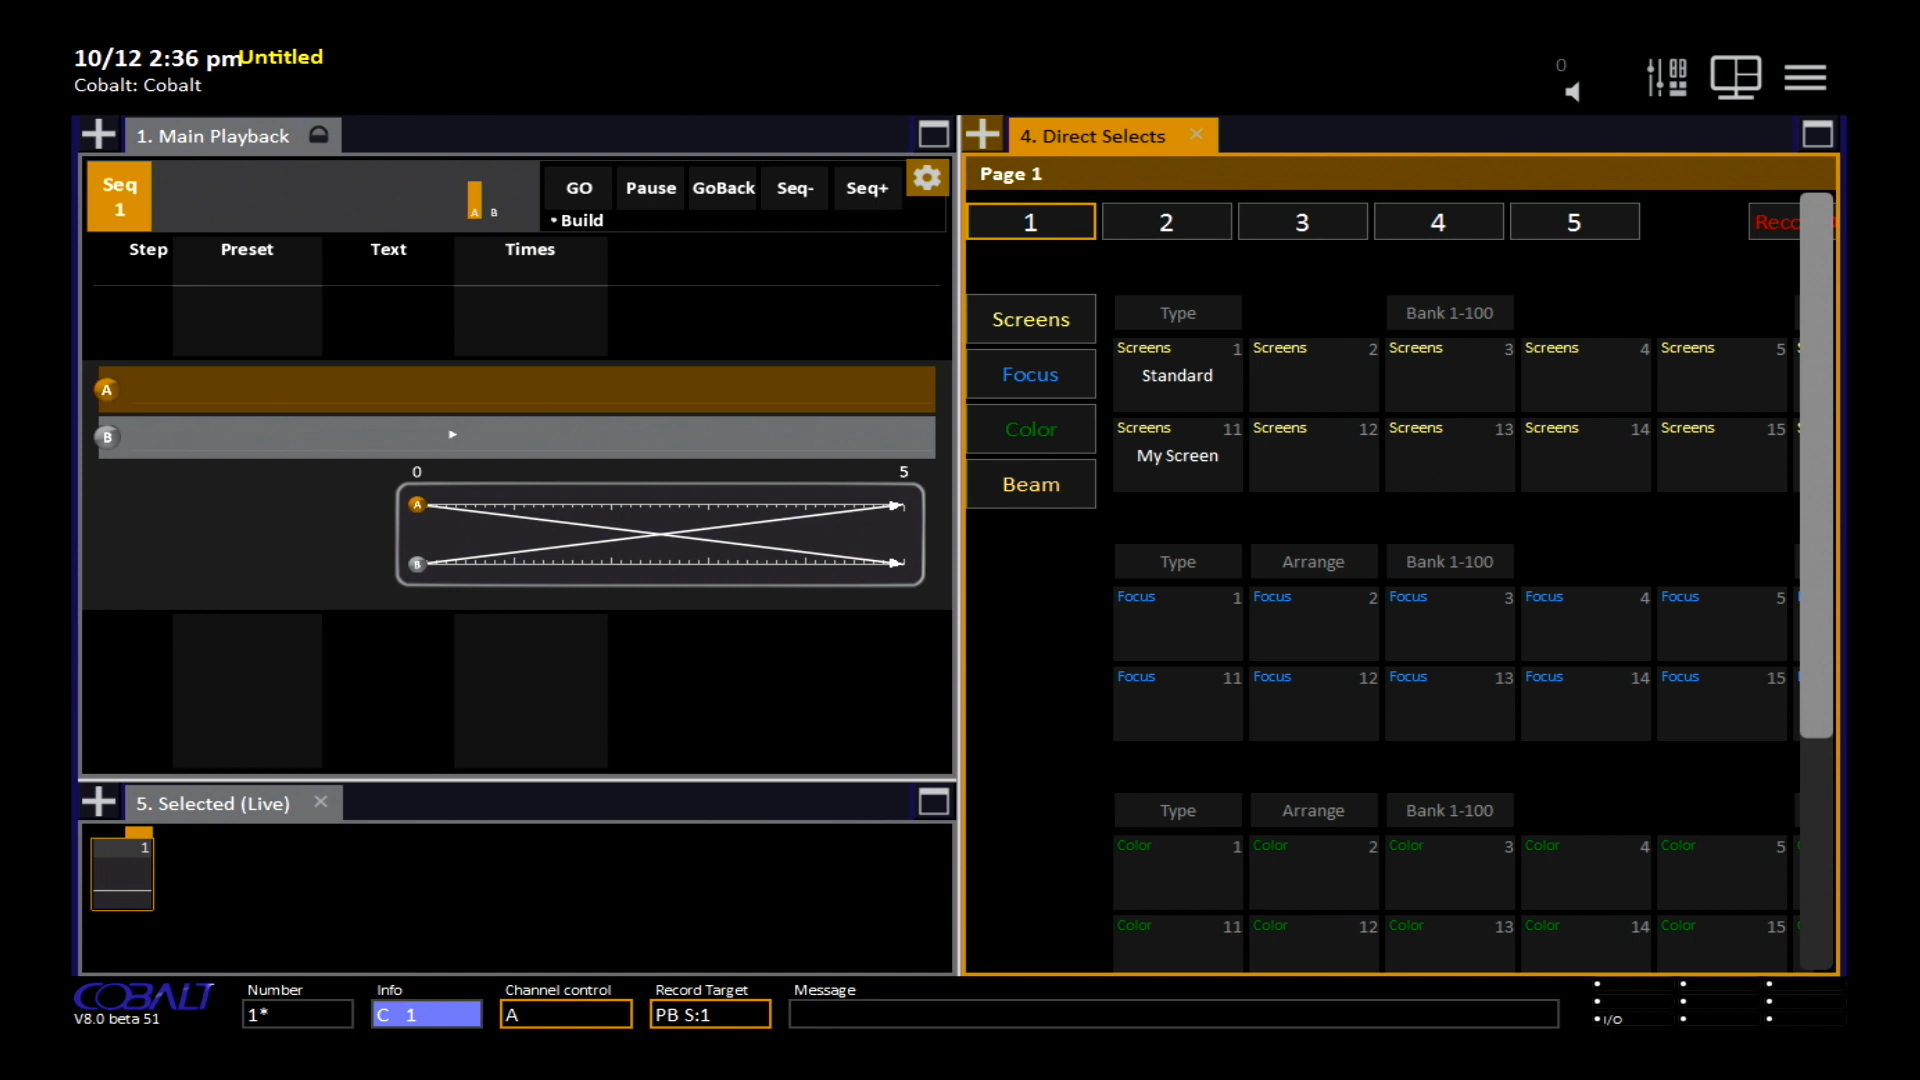 10/12 2:36 pm Untitled
Cobalt: Cobalt
0
1. Main Playback
4. Direct Selects
Seq
1
A B
GO Pause GoBack Seq- Seq+
• Build
Step Preset Text Times
A
B
0 5
A
B
5. Selected (Live)
1
Page 1
1 2 3 4 5
Screens
Focus
Color
Beam
Type Bank 1-100
Screens 1 Screens 2 Screens 3 Screens 4 Screens 5
Standard
Screens 11 Screens 12 Screens 13 Screens 14 Screens 15
My Screen
Type Arrange Bank 1-100
Focus 1 Focus 2 Focus 3 Focus 4 Focus 5
Focus 11 Focus 12 Focus 13 Focus 14 Focus 15
Type Arrange Bank 1-100
Color 1 Color 2 Color 3 Color 4 Color 5
Color 11 Color 12 Color 13 Color 14 Color 15
COBALT
V8.0 beta 51
Number Info Channel control Record Target Message
1* C 1 A PB S:1
I/O